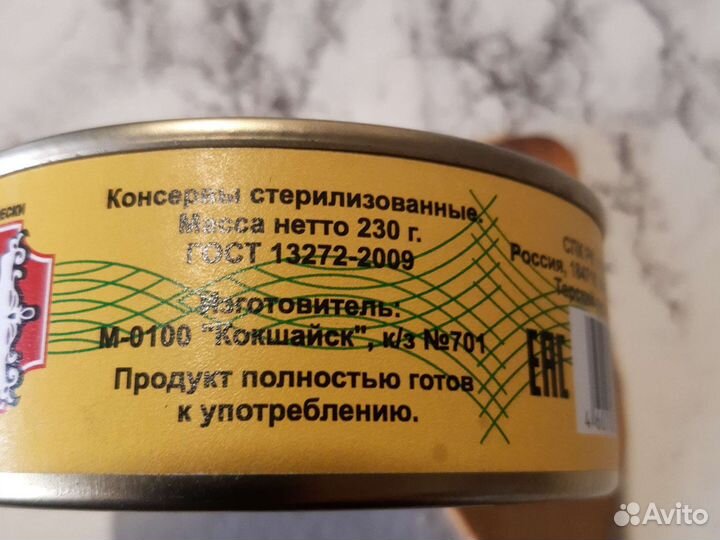 Консервы стерилизованные.
Масса нетто 230 г.
ГОСТ 13272-2009
Изготовитель:
М-0100 "Кокшайск", к/з №701
Продукт полностью готов
к употреблению.
Россия,
EAC
Avito